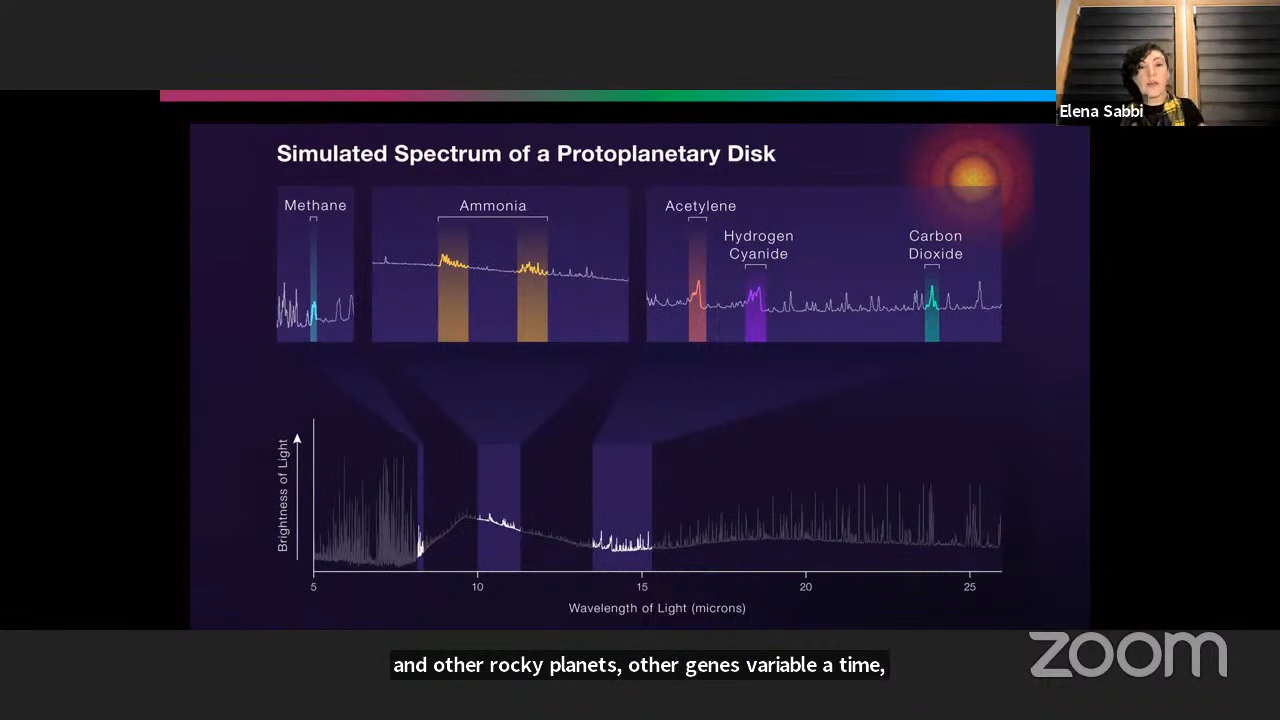 Elena Sabbi
Simulated Spectrum of a Protoplanetary Disk
Methane
Ammonia
Acetylene
Hydrogen
Cyanide
Carbon
Dioxide
Brightness of Light
5 10 15 20 25
Wavelength of Light (microns)
zoom
and other rocky planets, other genes variable a time,